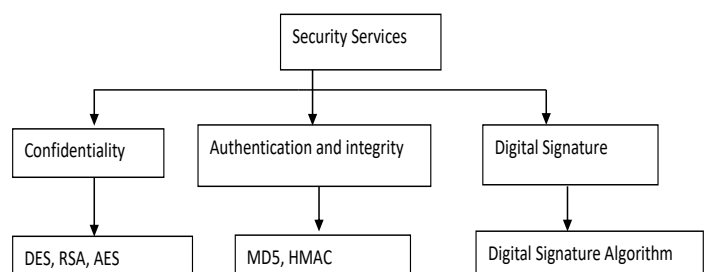 Security Services
Confidentiality
Authentication and integrity
Digital Signature
DES, RSA, AES
MD5, HMAC
Digital Signature Algorithm